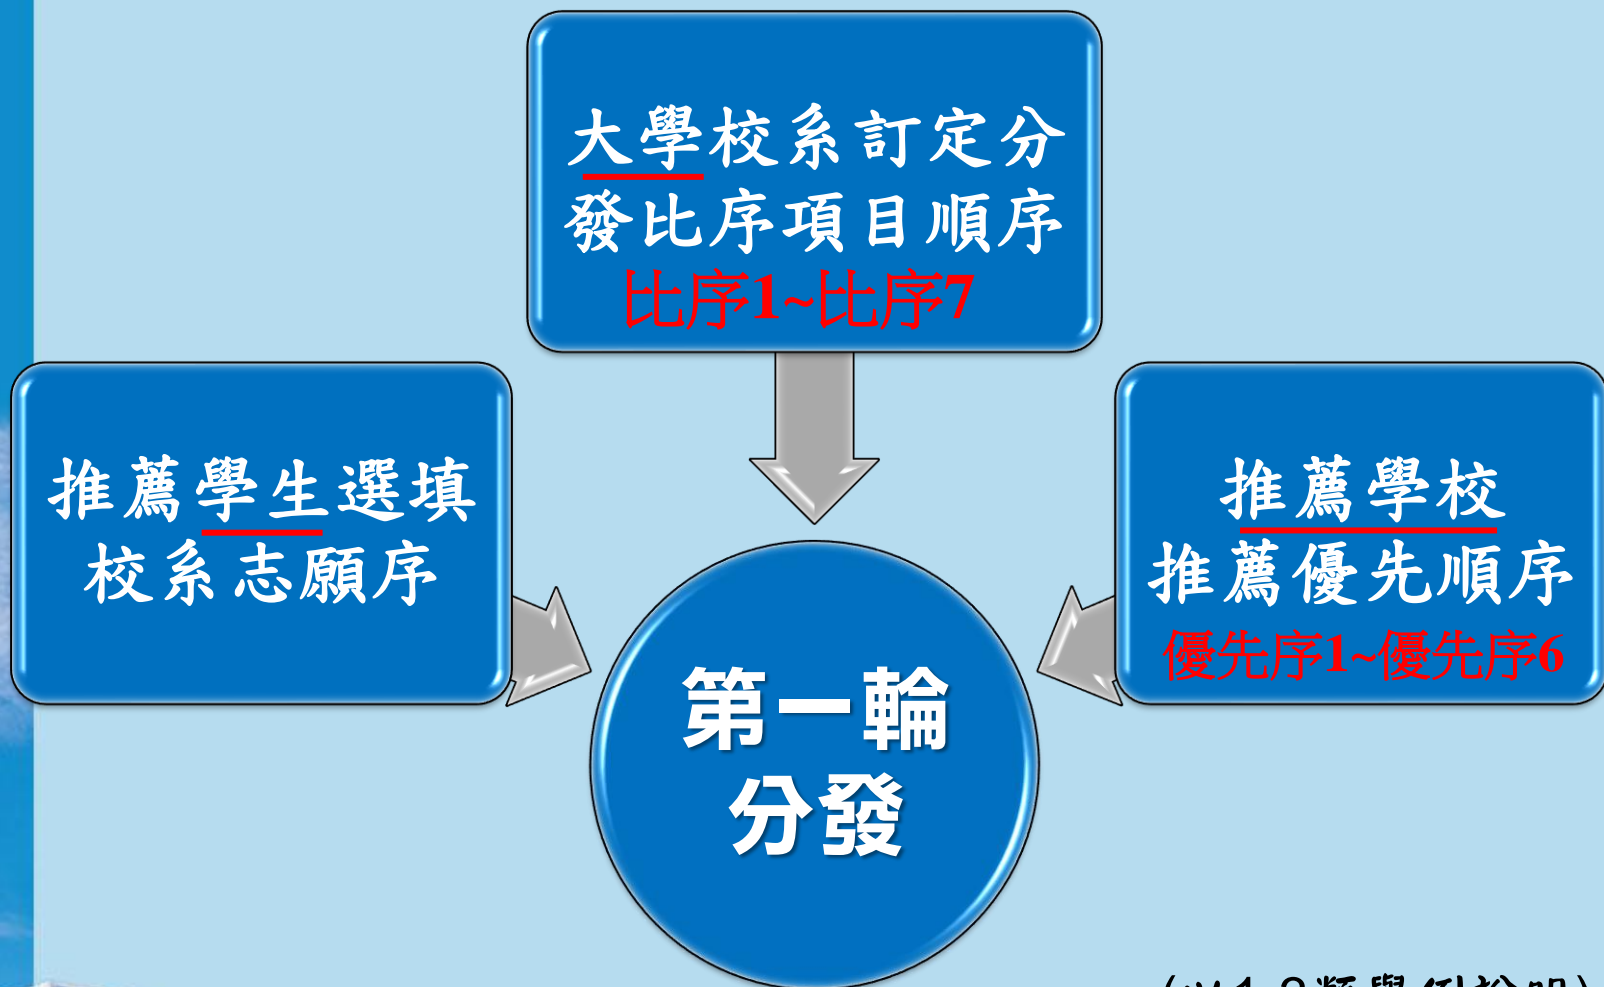 大學校系訂定分
發比序項目順序
比序1~比序7
推薦學生選填
校系志願序
推薦學校
推薦優先順序
優先序1~優先序6
第一輪
分發